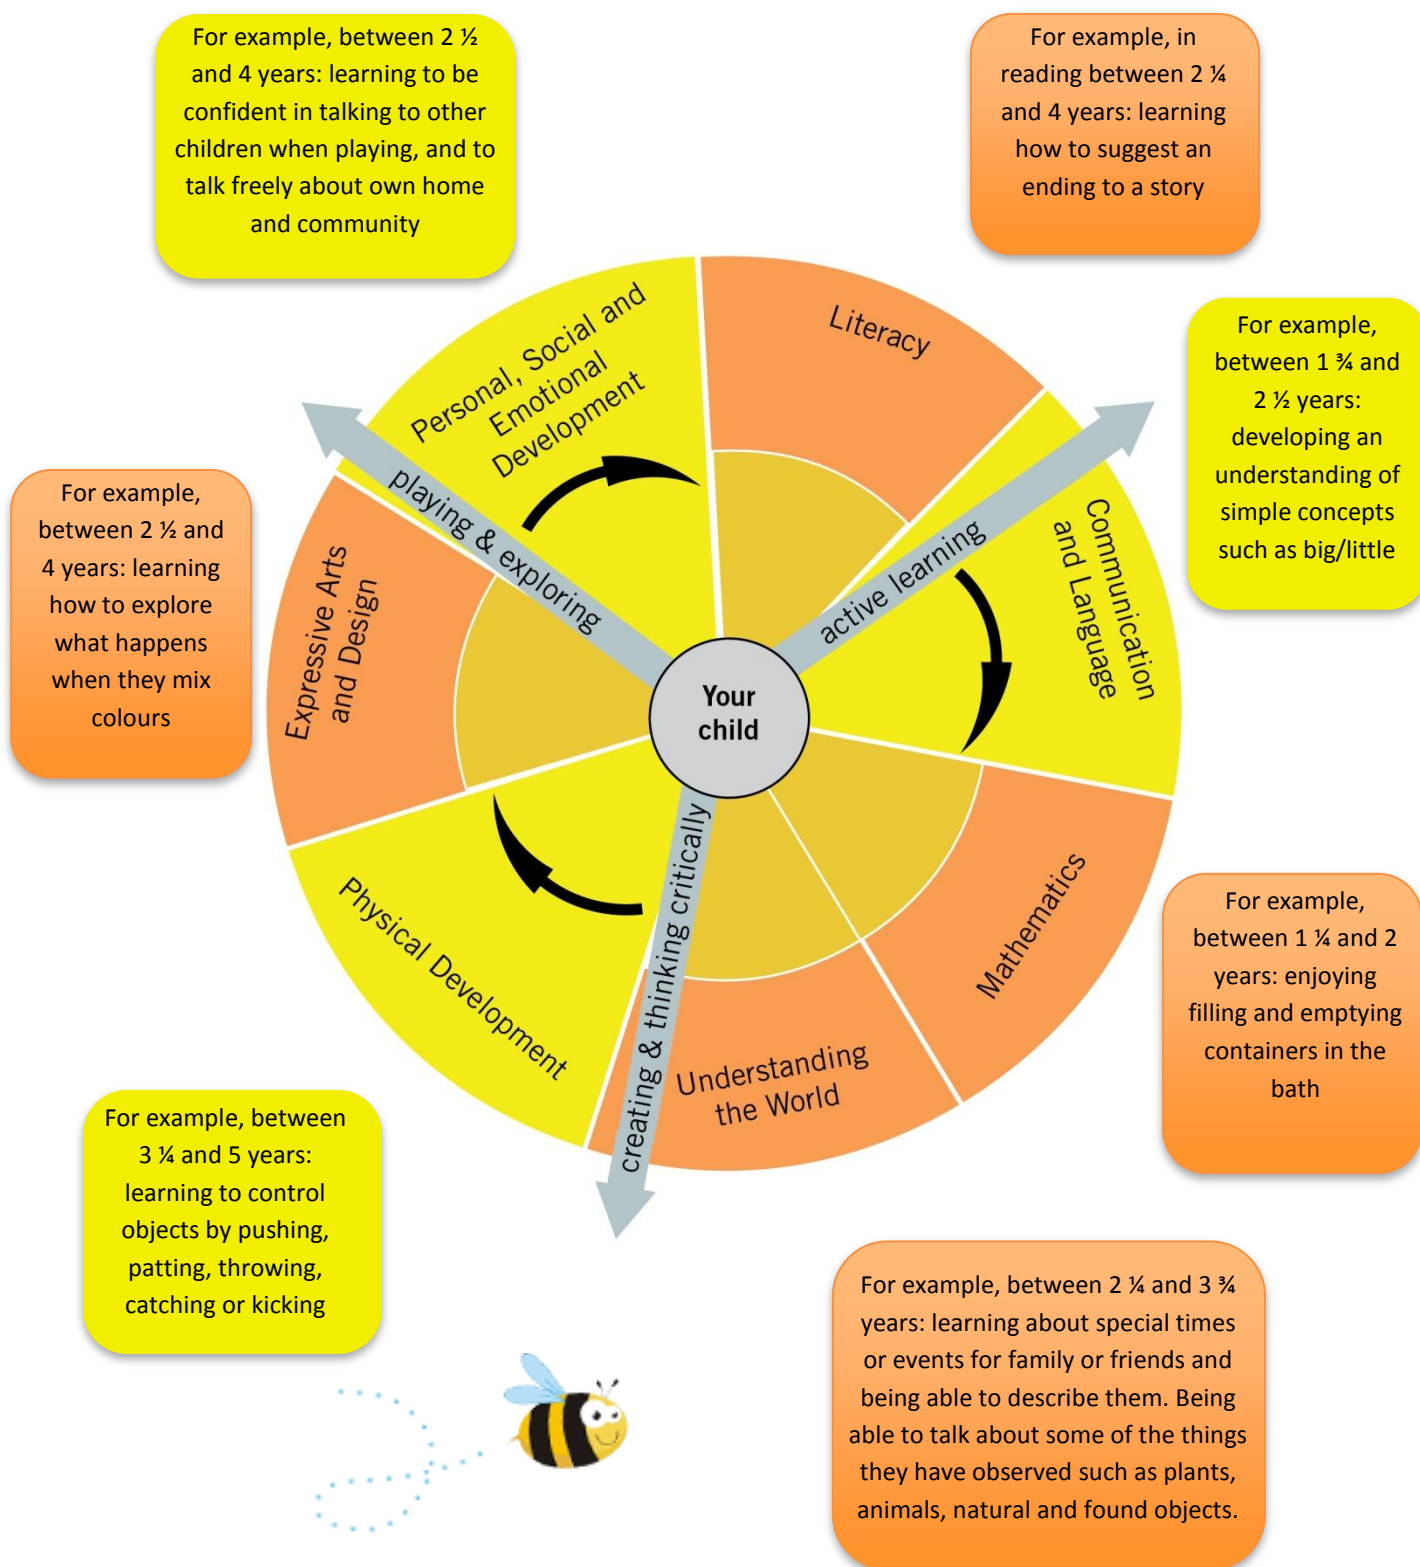 For example, between 2 ½
and 4 years: learning to be
confident in talking to other
children when playing, and to
talk freely about own home
and community
For example, in
reading between 2 ¼
and 4 years: learning
how to suggest an
ending to a story
For example,
between 1 ¾ and
2 ½ years:
developing an
understanding of
simple concepts
such as big/little
For example,
between 2 ½ and
4 years: learning
how to explore
what happens
when they mix
colours
Personal, Social and
Emotional
Development
Literacy
playing & exploring
active learning
Communication
and Language
Expressive Arts
and Design
Your
child
creating & thinking critically
Physical Development
Mathematics
Understanding
the World
For example,
between 1 ¼ and 2
years: enjoying
filling and emptying
containers in the
bath
For example, between
3 ¼ and 5 years:
learning to control
objects by pushing,
patting, throwing,
catching or kicking
For example, between 2 ¼ and 3 ¾
years: learning about special times
or events for family or friends and
being able to describe them. Being
able to talk about some of the things
they have observed such as plants,
animals, natural and found objects.